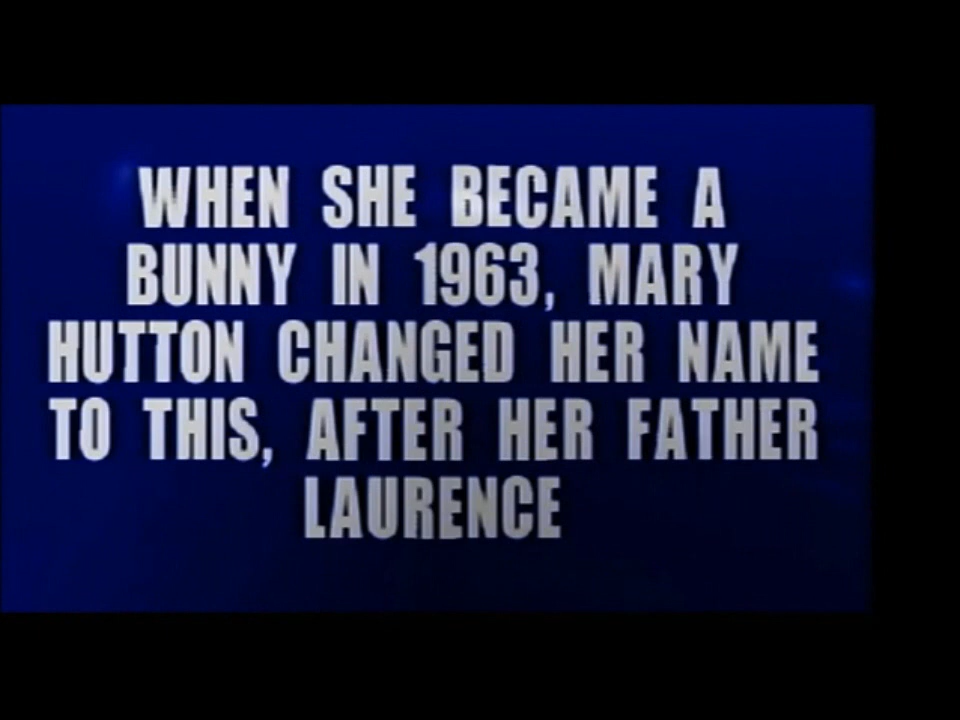 WHEN SHE BECAME A
BUNNY IN 1963, MARY
HUTTON CHANGED HER NAME
TO THIS, AFTER HER FATHER
LAURENCE